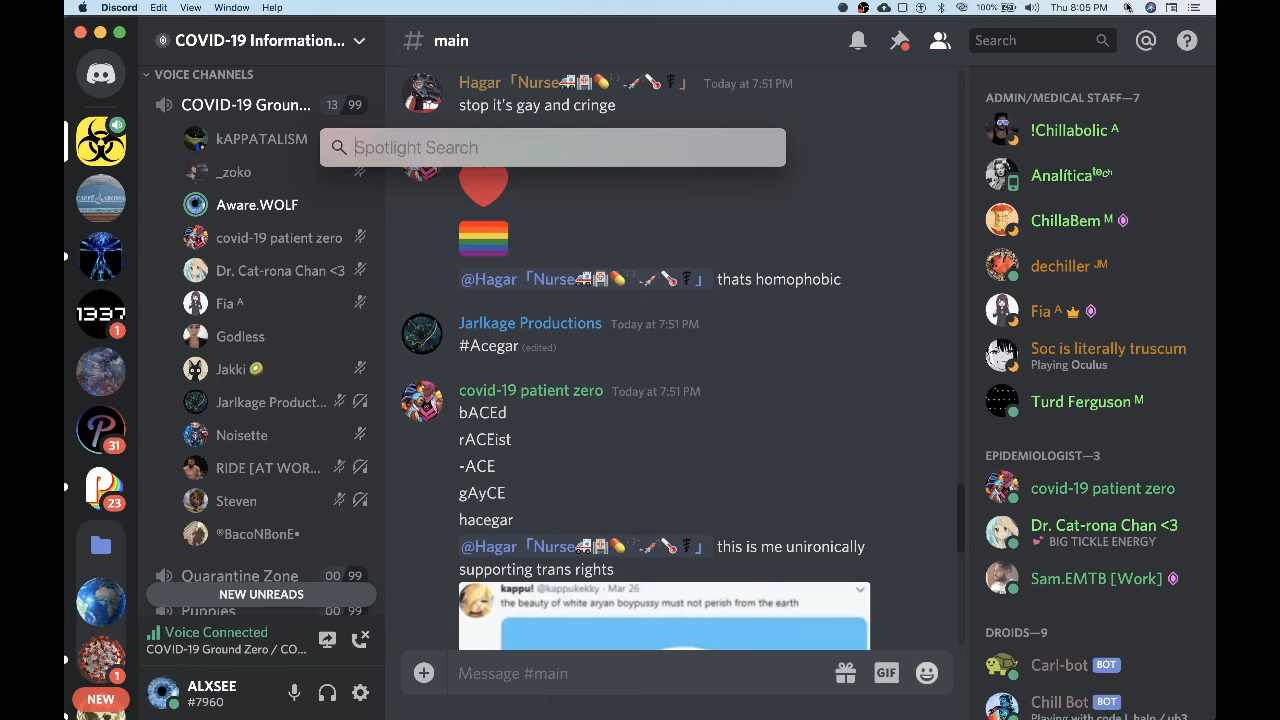 Discord Edit View Window Help
100% Thu 8:05 PM
COVID-19 Information...
VOICE CHANNELS
COVID-19 Groun... 13 99
kAPPATALISM
_zoko
Aware.WOLF
covid-19 patient zero
Dr. Cat-rona Chan <3
Fia ᴬ
Godless
Jakki 🥝
Jarlkage Product...
Noisette
RIDE [AT WOR...
Steven
®BacoNBonE▪
Quarantine Zone 00 99
Puppies 00 99
NEW UNREADS
Voice Connected
COVID-19 Ground Zero / CO...
ALXSEE
#7960
1337
1
31
23
1
NEW
# main
Search
Hagar「Nurse🚑🏥💊 」 Today at 7:51 PM
stop it's gay and cringe
Spotlight Search
@Hagar「Nurse🚑🏥💊 」 thats homophobic
Jarlkage Productions Today at 7:51 PM
#Acegar (edited)
covid-19 patient zero Today at 7:51 PM
bACEd
rACEist
-ACE
gAyCE
hacegar
@Hagar「Nurse🚑🏥💊 」 this is me unironically
supporting trans rights
kappu! @kappukekky · Mar 26
the beauty of white aryan boypussy must not perish from the earth
Message #main
GIF
ADMIN/MEDICAL STAFF—7
!Chillabolic ᴬ
Analíticaᵗᵉᶜʰ
ChillaBem ᴹ
dechiller ᴶᴹ
Fia ᴬ
Soc is literally truscum
Playing Oculus
Turd Ferguson ᴹ
EPIDEMIOLOGIST—3
covid-19 patient zero
Dr. Cat-rona Chan <3
BIG TICKLE ENERGY
Sam.EMTB [Work]
DROIDS—9
Carl-bot BOT
Chill Bot BOT
Playing with code | .help / ub3